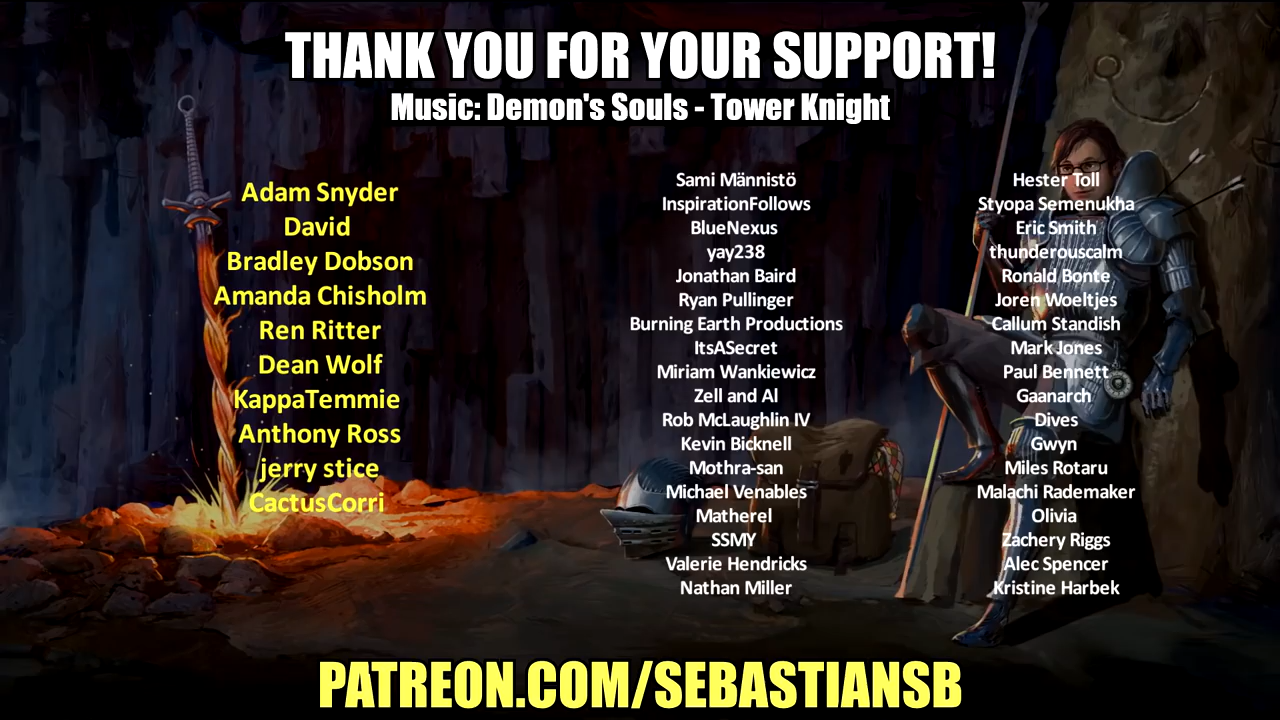 THANK YOU FOR YOUR SUPPORT!
Music: Demon's Souls - Tower Knight
Adam Snyder
David
Bradley Dobson
Amanda Chisholm
Ren Ritter
Dean Wolf
KappaTemmie
Anthony Ross
jerry stice
CactusCorri
Sami Männistö
InspirationFollows
BlueNexus
yay238
Jonathan Baird
Ryan Pullinger
Burning Earth Productions
ItsASecret
Miriam Wankiewicz
Zell and Al
Rob McLaughlin IV
Kevin Bicknell
Mothra-san
Michael Venables
Matherel
SSMY
Valerie Hendricks
Nathan Miller
Hester Toll
Styopa Semenukha
Eric Smith
thunderouscalm
Ronald Bonte
Joren Woeltjes
Callum Standish
Mark Jones
Paul Bennett
Gaanarch
Dives
Gwyn
Miles Rotaru
Malachi Rademaker
Olivia
Zachery Riggs
Alec Spencer
Kristine Harbek
PATREON.COM/SEBASTIANSB